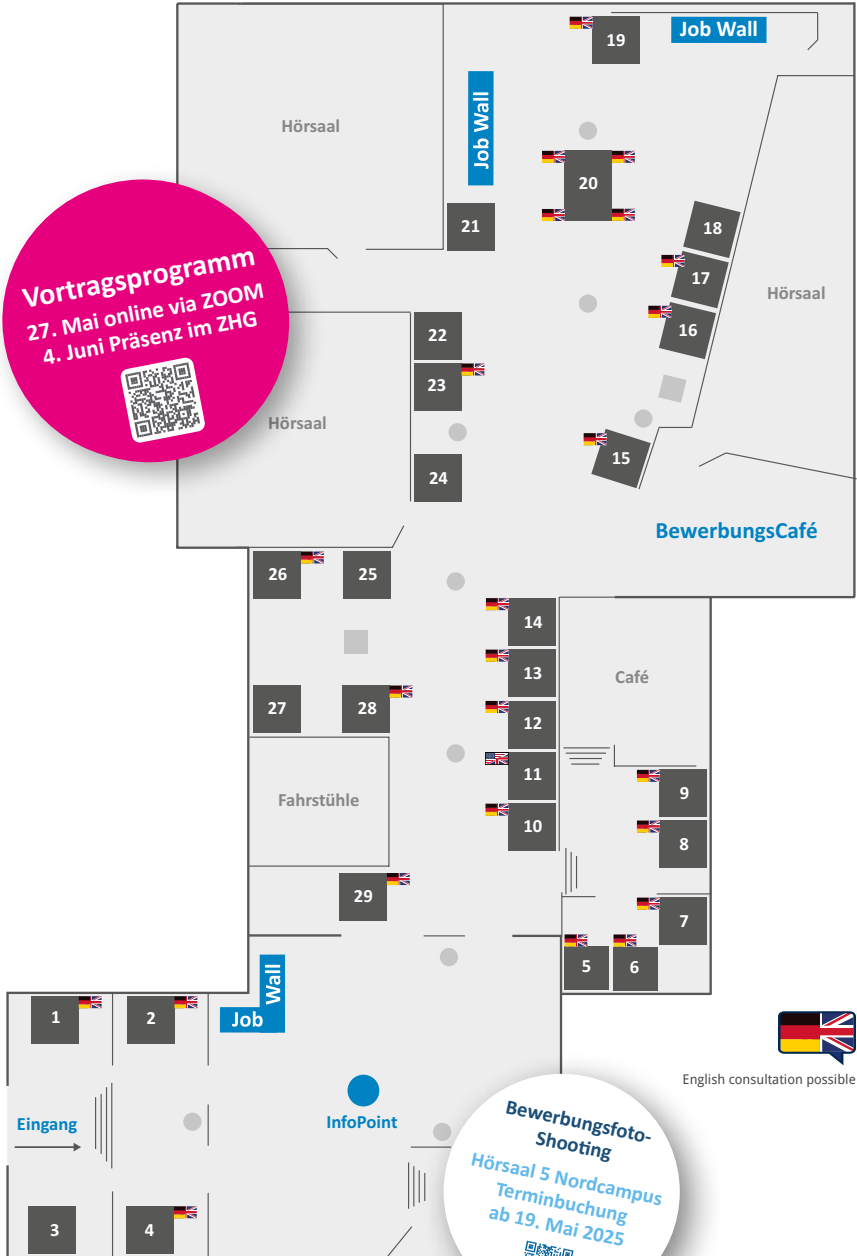 19
Job Wall
Job Wall
Hörsaal
20
21
18
17
16
Hörsaal
Vortragsprogramm
27. Mai online via ZOOM
4. Juni Präsenz im ZHG
22
23
Hörsaal
24
15
BewerbungsCafé
26
25
14
13
Café
27
28
12
11
Fahrstühle
10
9
8
29
7
5
6
1
2
Job
Wall
English consultation possible
Eingang
InfoPoint
Bewerbungsfoto-
Shooting
Hörsaal 5 Nordcampus
Terminbuchung
ab 19. Mai 2025
3
4